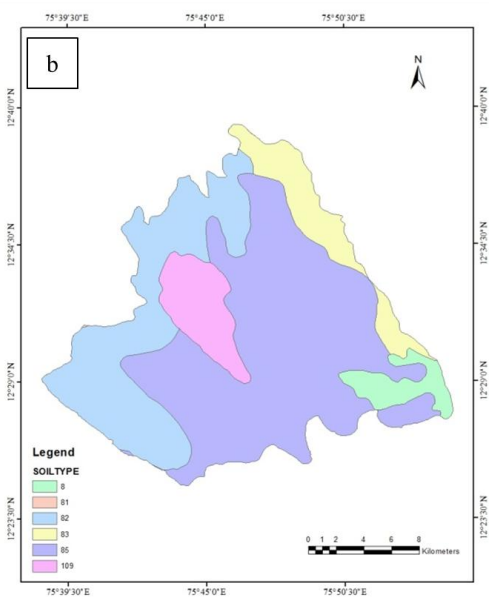 75°39'30"E 75°45'0"E 75°50'30"E
b
N
12°40'0"N 12°40'0"N
12°34'30"N 12°34'30"N
12°29'0"N 12°29'0"N
12°23'30"N 12°23'30"N
Legend
SOILTYPE
8
81
82
83
85
109
0 1 2 4 6 8
Kilometers
75°39'30"E 75°45'0"E 75°50'30"E